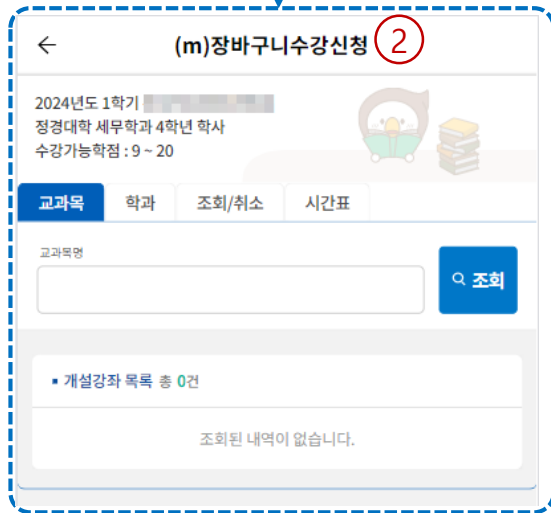 (m)장바구니수강신청 2
2024년도 1학기
정경대학 세무학과 4학년 학사
수강가능학점 : 9 ~ 20
교과목 학과 조회/취소 시간표
교과목명
조회
▪ 개설강좌 목록 총 0건
조회된 내역이 없습니다.